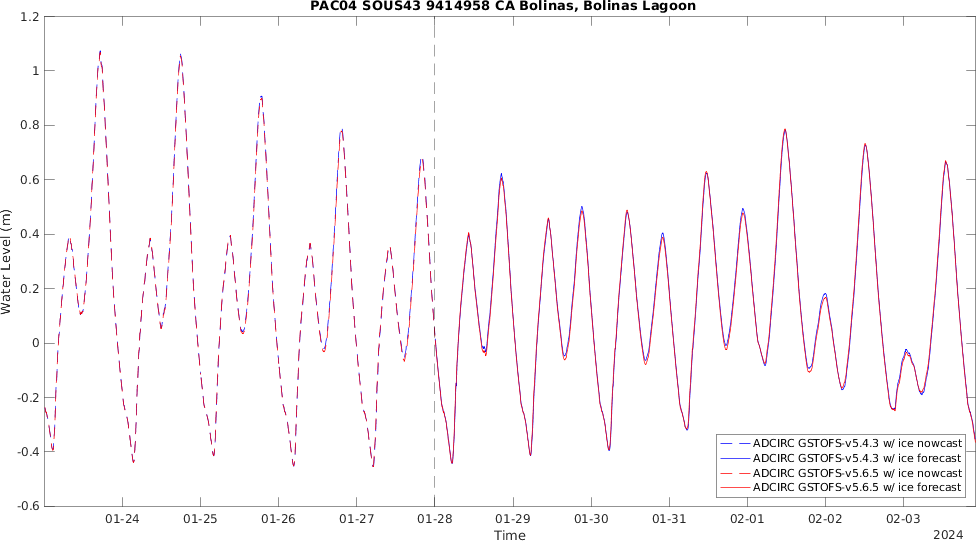 PAC04 SOUS43 9414958 CA Bolinas, Bolinas Lagoon
1.2
1
0.8
0.6
0.4
0.2
0
-0.2
-0.4
-0.6
Water Level (m)
ADCIRC GSTOFS-v5.4.3 w/ ice nowcast
ADCIRC GSTOFS-v5.4.3 w/ ice forecast
ADCIRC GSTOFS-v5.6.5 w/ ice nowcast
ADCIRC GSTOFS-v5.6.5 w/ ice forecast
01-24 01-25 01-26 01-27 01-28 01-29 01-30 01-31 02-01 02-02 02-03
Time
2024